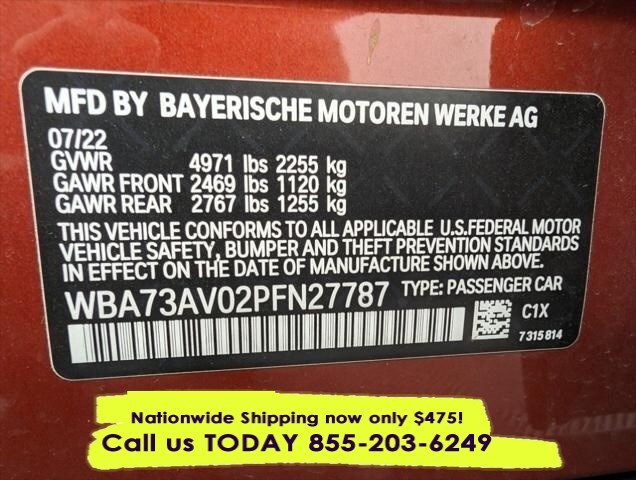 MFD BY BAYERISCHE MOTOREN WERKE AG
07/22
GVWR 4971 lbs 2255 kg
GAWR FRONT 2469 lbs 1120 kg
GAWR REAR 2767 lbs 1255 kg
THIS VEHICLE CONFORMS TO ALL APPLICABLE U.S.FEDERAL MOTOR
VEHICLE SAFETY, BUMPER AND THEFT PREVENTION STANDARDS
IN EFFECT ON THE DATE OF MANUFACTURE SHOWN ABOVE.
WBA73AV02PFN27787 TYPE: PASSENGER CAR
C1X
7315814
Nationwide Shipping now only $475!
Call us TODAY 855-203-6249